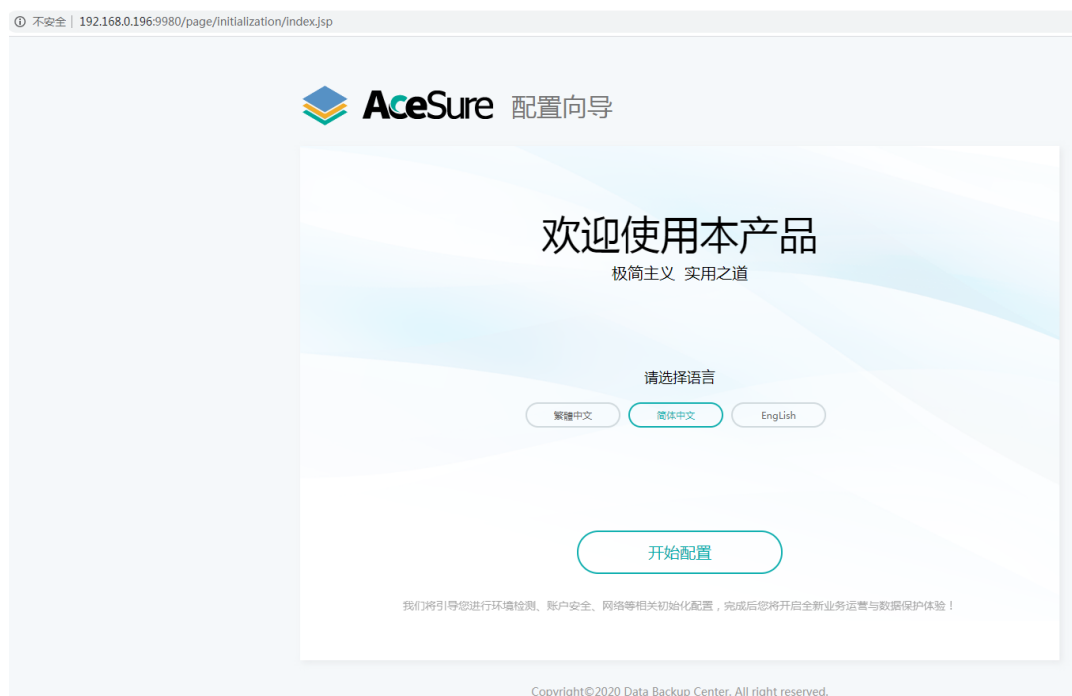 不安全 | 192.168.0.196:9980/page/initialization/index.jsp
AceSure 配置向导
欢迎使用本产品
极简主义 实用之道
请选择语言
繁體中文 简体中文 EngLish
开始配置
我们将引导您进行环境检测、账户安全、网络等相关初始化配置，完成后您将开启全新业务运营与数据保护体验！
Copyright©2020 Data Backup Center. All right reserved.